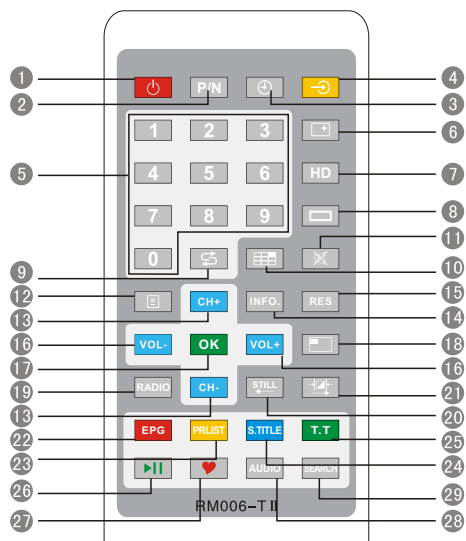 1 4
P/N
2 3
1 2 3 6
5 4 5 6 HD 7
7 8 9 8
0 11
9 10
12 CH+ 15
13 INFO. RES 14
16 VOL- OK VOL+ 18
17 16
19 RADIO CH- STILL 21
13 20
22 EPG PRLIST S.TITLE T.T 25
23 24
26 AUDIO SEARCH 29
27 28
RM006-TII